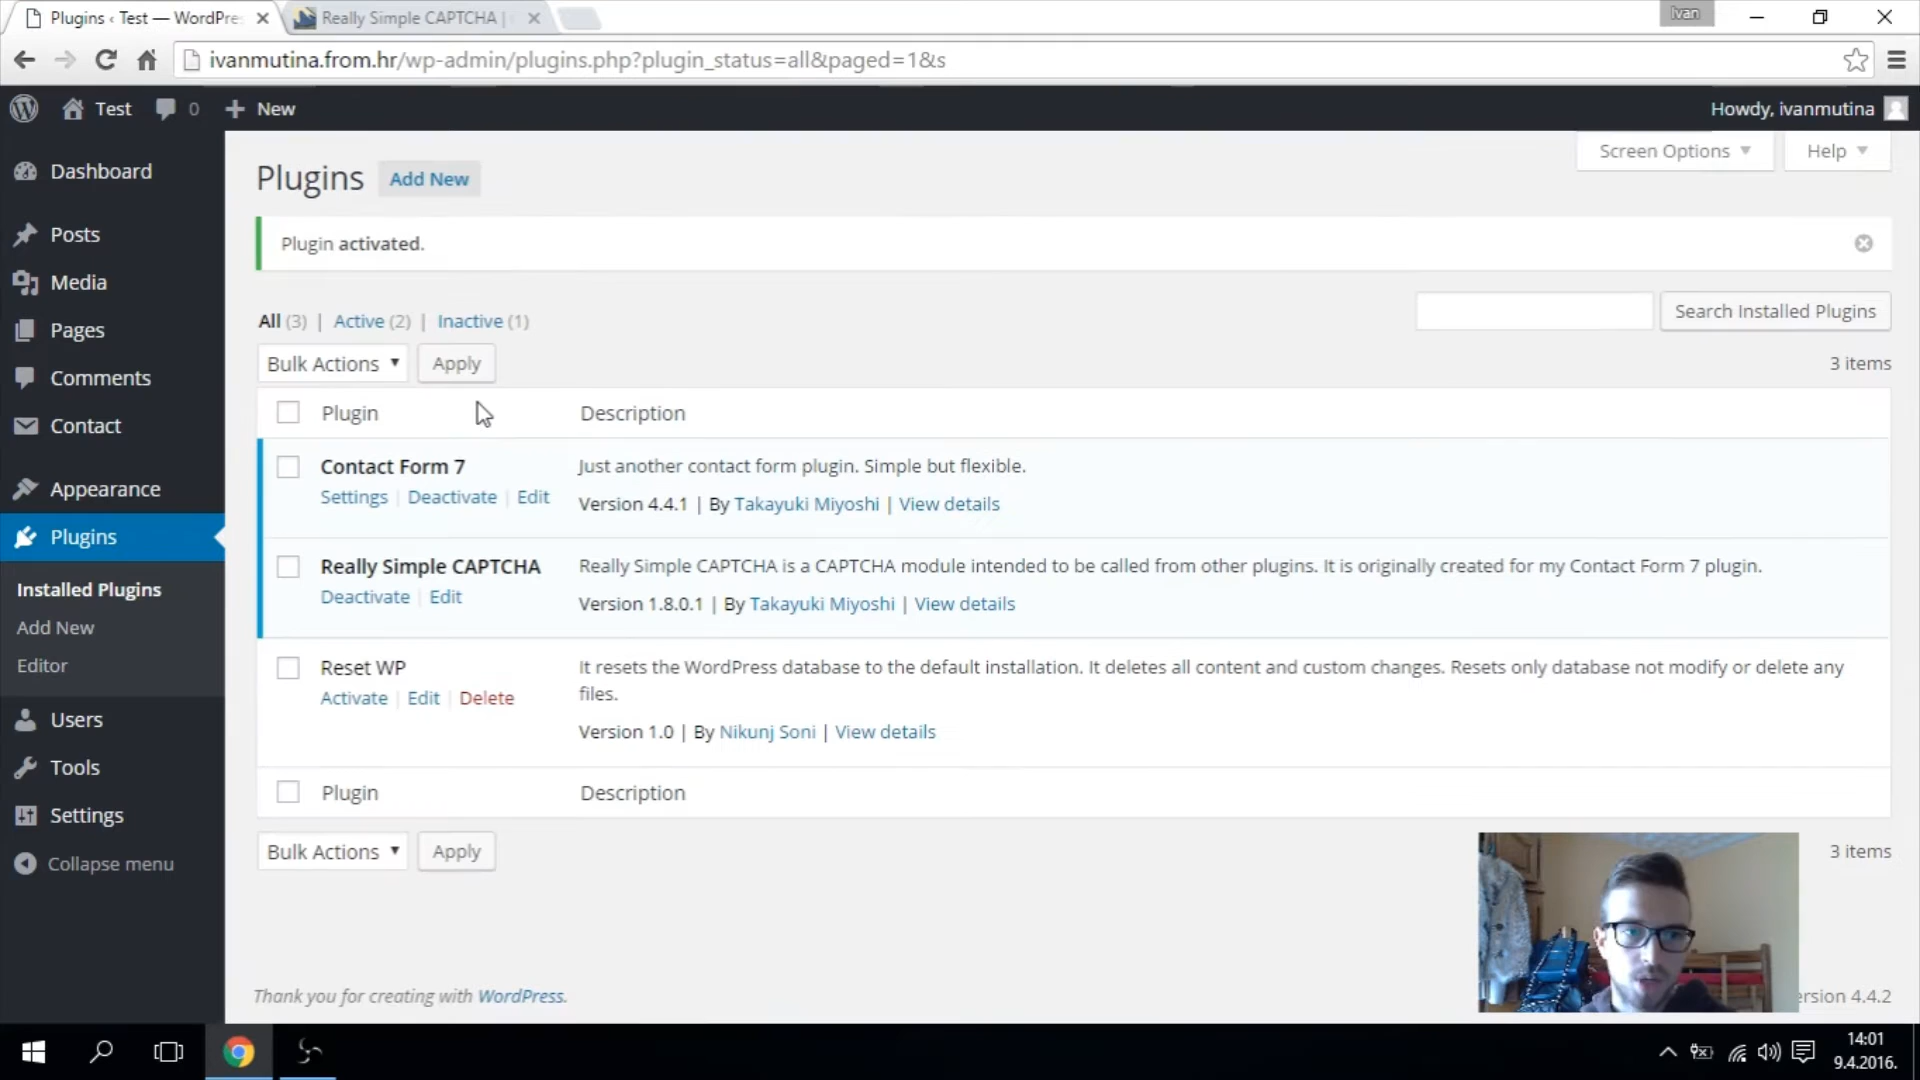 Plugins ‹ Test — WordPre
Really Simple CAPTCHA |
Ivan
ivanmutina.from.hr/wp-admin/plugins.php?plugin_status=all&paged=1&s
Test
0
New
Howdy, ivanmutina
Dashboard
Posts
Media
Pages
Comments
Contact
Appearance
Plugins
Installed Plugins
Add New
Editor
Users
Tools
Settings
Collapse menu
Screen Options
Help
Plugins
Add New
Plugin activated.
All (3) | Active (2) | Inactive (1)
Search Installed Plugins
Bulk Actions
Apply
3 items
Plugin
Description
Contact Form 7
Settings | Deactivate | Edit
Just another contact form plugin. Simple but flexible.
Version 4.4.1 | By Takayuki Miyoshi | View details
Really Simple CAPTCHA
Deactivate | Edit
Really Simple CAPTCHA is a CAPTCHA module intended to be called from other plugins. It is originally created for my Contact Form 7 plugin.
Version 1.8.0.1 | By Takayuki Miyoshi | View details
Reset WP
Activate | Edit | Delete
It resets the WordPress database to the default installation. It deletes all content and custom changes. Resets only database not modify or delete any
files.
Version 1.0 | By Nikunj Soni | View details
Plugin
Description
Bulk Actions
Apply
3 items
Thank you for creating with WordPress.
ersion 4.4.2
14:01
9.4.2016.